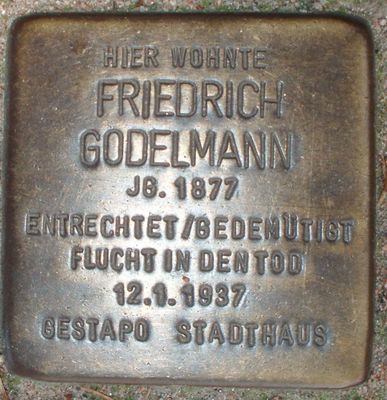 HIER WOHNTE
FRIEDRICH
GODELMANN
JG. 1877
ENTRECHTET/GEDEMÜTIGT
FLUCHT IN DEN TOD
12.1.1937
GESTAPO STADTHAUS